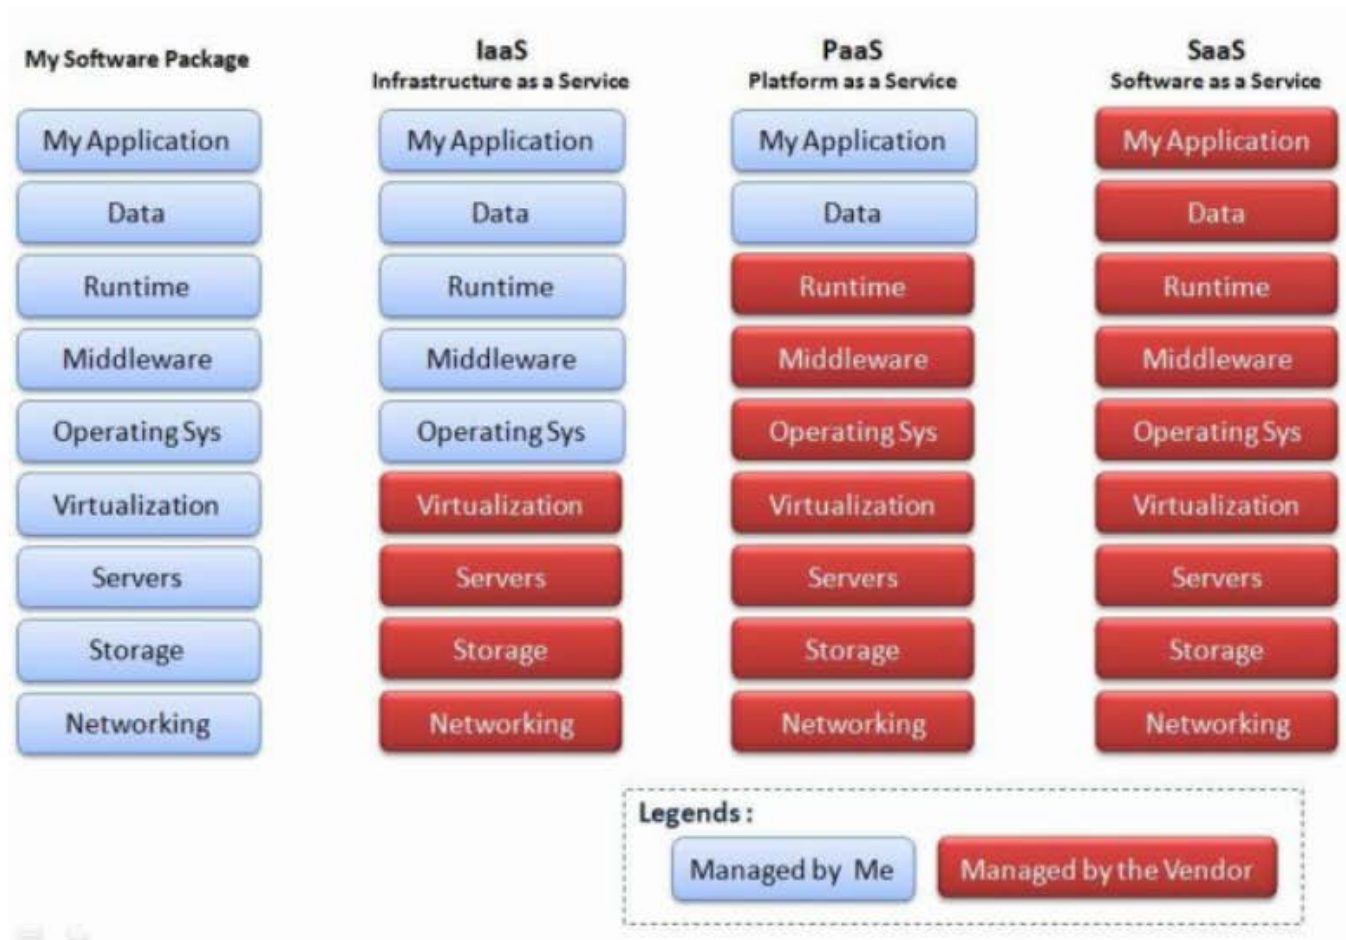 My Software Package
IaaS
Infrastructure as a Service
PaaS
Platform as a Service
SaaS
Software as a Service
My Application
My Application
My Application
My Application
Data
Data
Data
Data
Runtime
Runtime
Runtime
Runtime
Middleware
Middleware
Middleware
Middleware
Operating Sys
Operating Sys
Operating Sys
Operating Sys
Virtualization
Virtualization
Virtualization
Virtualization
Servers
Servers
Servers
Servers
Storage
Storage
Storage
Storage
Networking
Networking
Networking
Networking
Legends :
Managed by Me
Managed by the Vendor